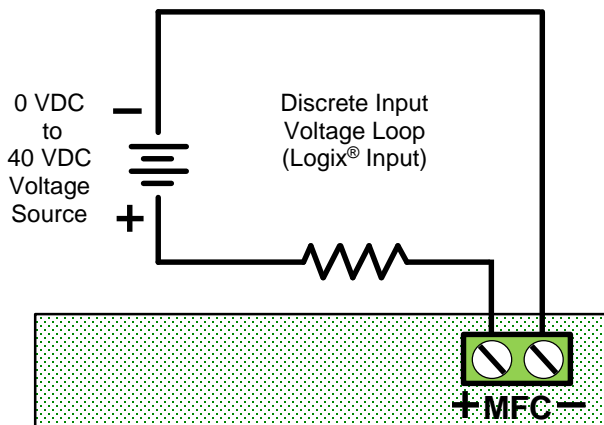 0 VDC
to
40 VDC
Voltage
Source
−
+
Discrete Input
Voltage Loop
(Logix® Input)
+MFC−